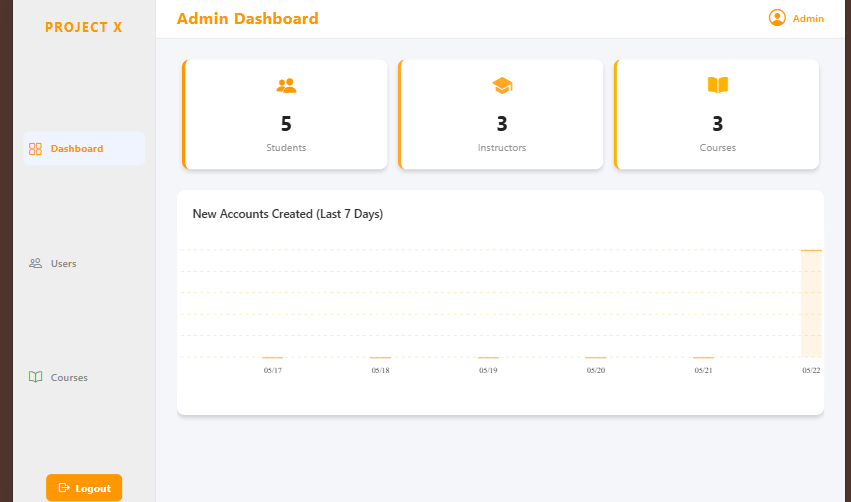 PROJECT X
Dashboard
Users
Courses
Logout
Admin Dashboard
Admin
5
Students
3
Instructors
3
Courses
New Accounts Created (Last 7 Days)
05/17 05/18 05/19 05/20 05/21 05/22